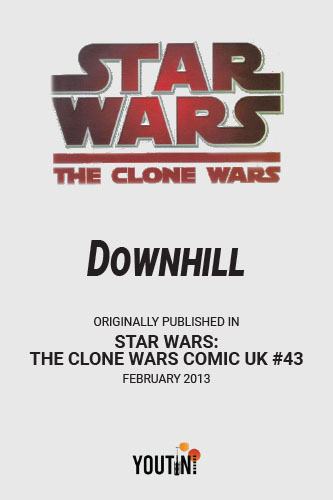 STAR
WARS
THE CLONE WARS
DOWNHILL
ORIGINALLY PUBLISHED IN
STAR WARS:
THE CLONE WARS COMIC UK #43
FEBRUARY 2013
YOUTINI